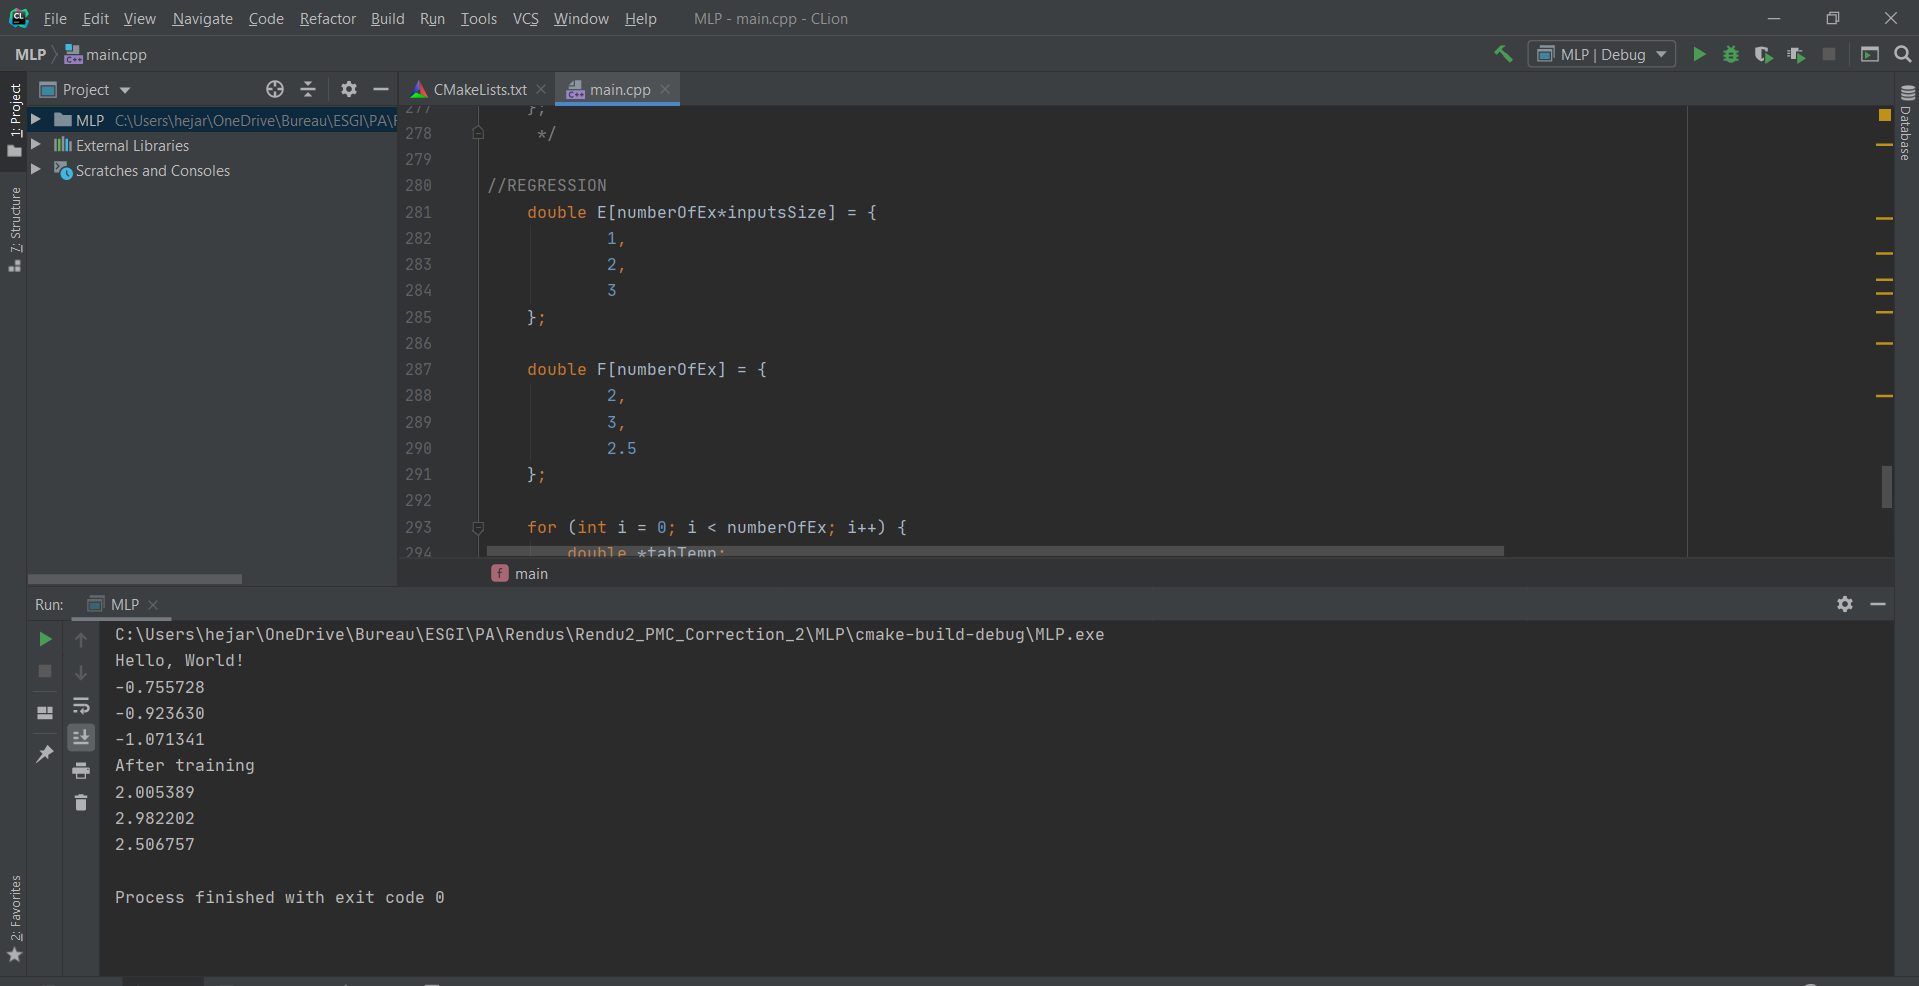 File Edit View Navigate Code Refactor Build Run Tools VCS Window Help MLP - main.cpp - CLion
MLP main.cpp MLP | Debug
1: Project
Project
CMakeLists.txt main.cpp
MLP C:\Users\hejar\OneDrive\Bureau\ESGI\PA\
External Libraries
Scratches and Consoles
7: Structure
Database
277 };
278 */
279
280 //REGRESSION
281 double E[numberOfEx*inputsSize] = {
282 1,
283 2,
284 3
285 };
286
287 double F[numberOfEx] = {
288 2,
289 3,
290 2.5
291 };
292
293 for (int i = 0; i < numberOfEx; i++) {
294 double *tabTemp;
f main
Run: MLP
C:\Users\hejar\OneDrive\Bureau\ESGI\PA\Rendus\Rendu2_PMC_Correction_2\MLP\cmake-build-debug\MLP.exe
Hello, World!
-0.755728
-0.923630
-1.071341
After training
2.005389
2.982202
2.506757
Process finished with exit code 0
2: Favorites